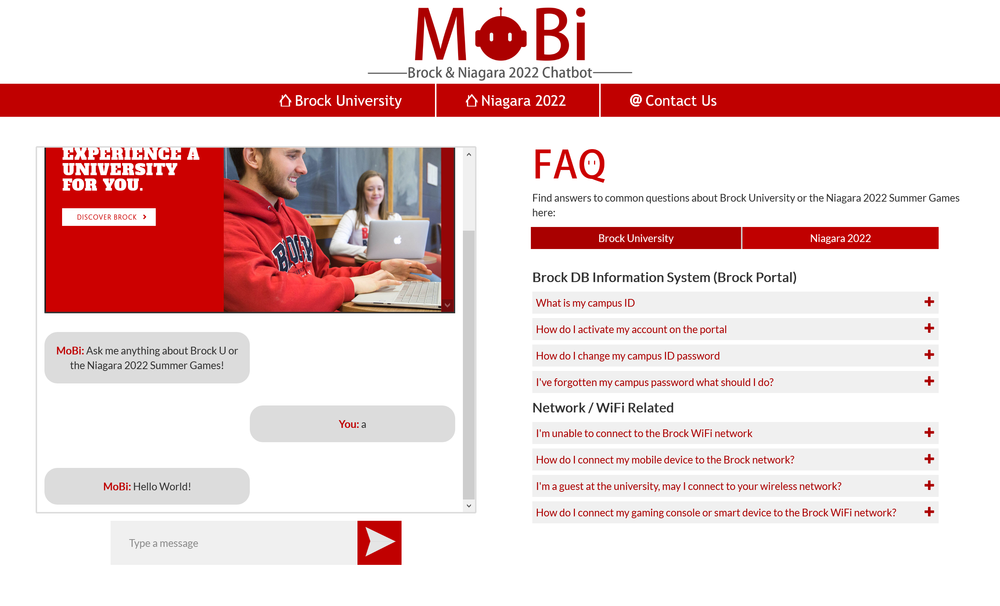 MoBi
Brock & Niagara 2022 Chatbot
Brock University
Niagara 2022
@ Contact Us
EXPERIENCE A
UNIVERSITY
FOR YOU.
DISCOVER BROCK
BROCK
MoBi: Ask me anything about Brock U or
the Niagara 2022 Summer Games!
You: a
MoBi: Hello World!
Type a message
FAQ
Find answers to common questions about Brock University or the Niagara 2022 Summer Games
here:
Brock University
Niagara 2022
Brock DB Information System (Brock Portal)
What is my campus ID
How do I activate my account on the portal
How do I change my campus ID password
I've forgotten my campus password what should I do?
Network / WiFi Related
I'm unable to connect to the Brock WiFi network
How do I connect my mobile device to the Brock network?
I'm a guest at the university, may I connect to your wireless network?
How do I connect my gaming console or smart device to the Brock WiFi network?